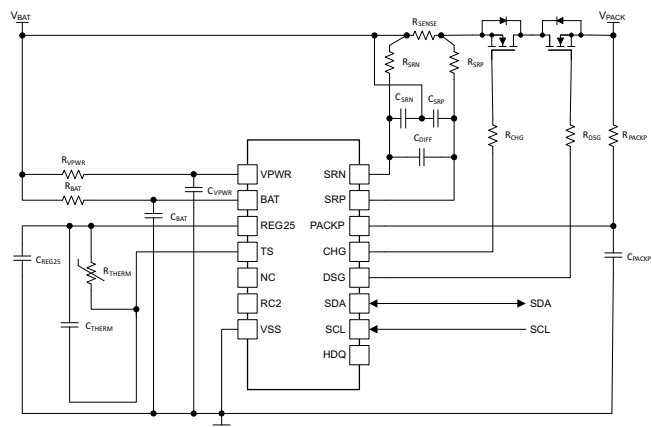 VBAT
RSENSE
VPACK
RSRN
RSRP
CSRN
CSRP
RCHG
RDSG
RPACKP
CDIFF
RVPWR
VPWR
SRN
RBAT
CVPWR
BAT
SRP
CBAT
REG25
PACKP
TS
CHG
CREG25
RTHERM
CPACKP
NC
DSG
RC2
SDA
SDA
CTHERM
VSS
SCL
SCL
HDQ